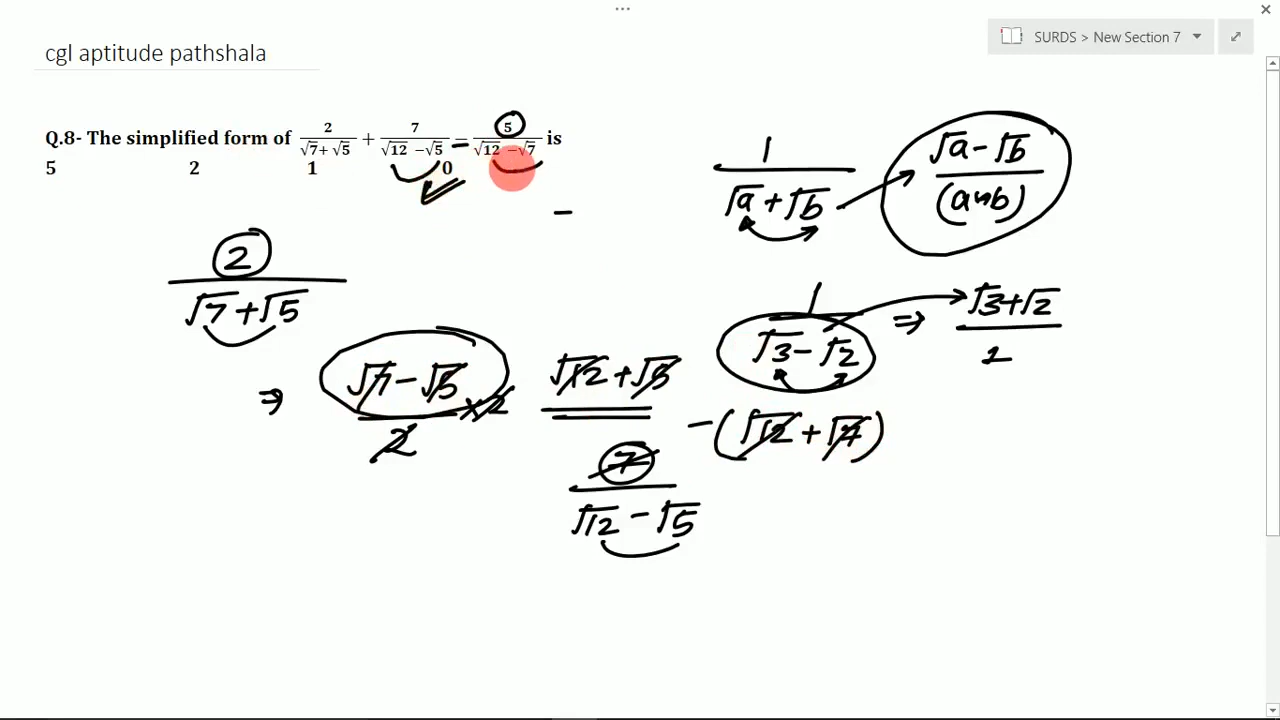 ...
SURDS > New Section 7
cgl aptitude pathshala
Q.8- The simplified form of 2/(√7+ √5) + 7/(√12 −√5) = 5/(√12 −√7) is
5 2 1 0
1/(√a+√b) → (√a−√b)/(a−b)
−
2/(√7+√5)
1/(√3−√2) ⇒ (√3+√2)/1
⇒ (√7−√5)/2 ×2 √12+√5 −(√12+√7)
7/(√12−√5)